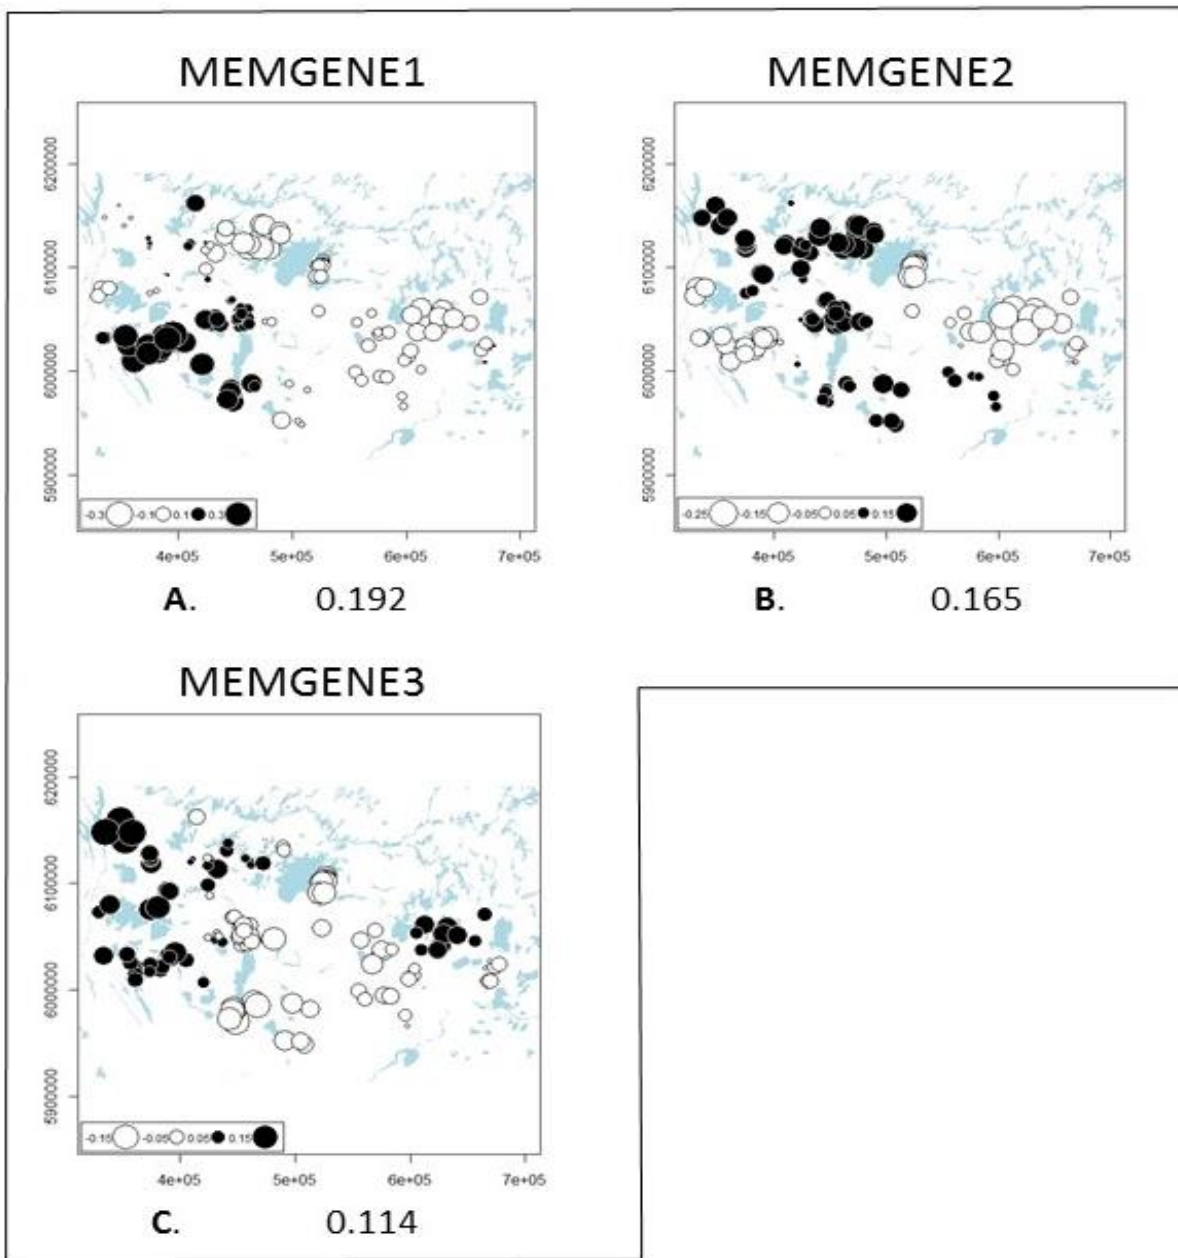 MEMGENE1 MEMGENE2
6200000 6200000
6100000 6100000
6000000 6000000
5900000 5900000
-0.3 -0.1 0.1 0.3 -0.25 -0.15 -0.05 0.05 0.15
4e+05 5e+05 6e+05 7e+05 4e+05 5e+05 6e+05 7e+05
A. 0.192 B. 0.165
MEMGENE3
6200000
6100000
6000000
5900000
-0.15 -0.05 0.05 0.15
4e+05 5e+05 6e+05 7e+05
C. 0.114